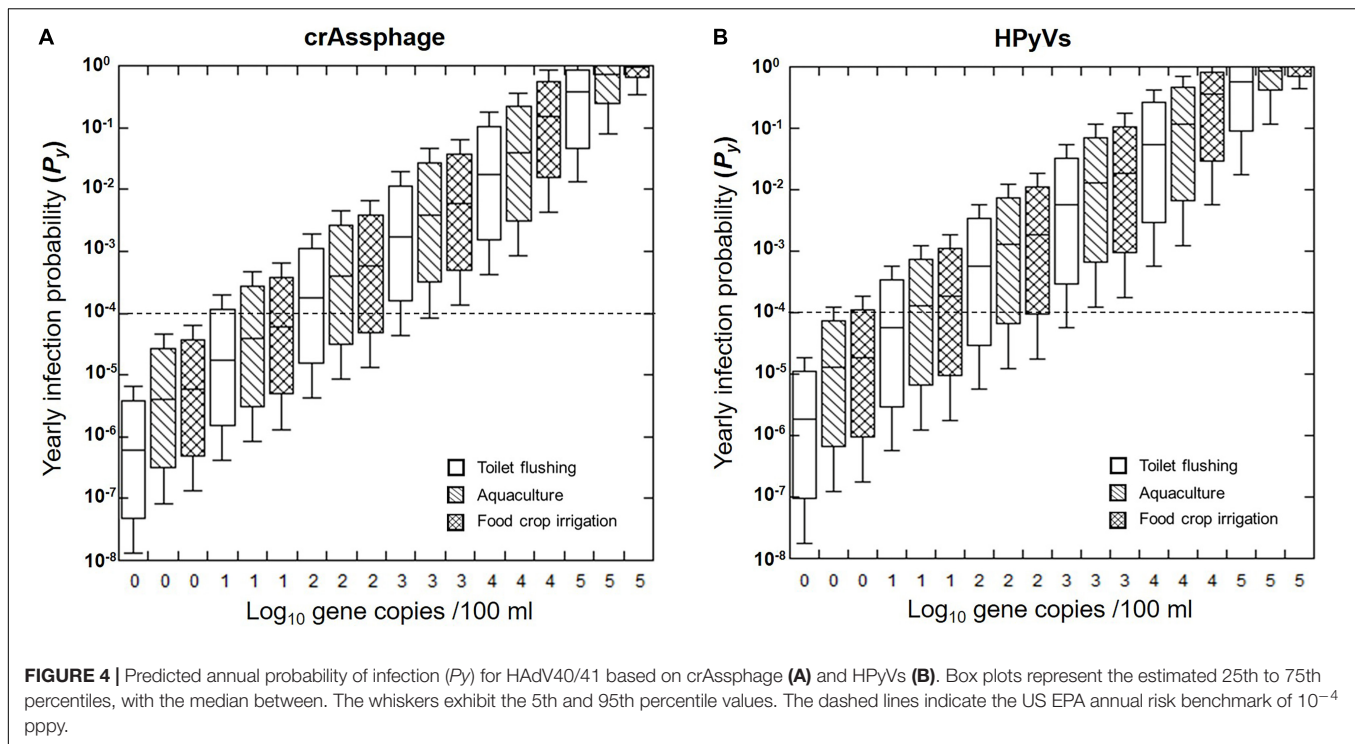 A
crAssphage
Yearly infection probability (Py)
10⁰
10⁻¹
10⁻²
10⁻³
10⁻⁴
10⁻⁵
10⁻⁶
10⁻⁷
10⁻⁸
Toilet flushing
Aquaculture
Food crop irrigation
0 0 0 1 1 1 2 2 2 3 3 3 4 4 4 5 5 5
Log₁₀ gene copies /100 ml
B
HPyVs
Yearly infection probability (Py)
10⁰
10⁻¹
10⁻²
10⁻³
10⁻⁴
10⁻⁵
10⁻⁶
10⁻⁷
10⁻⁸
Toilet flushing
Aquaculture
Food crop irrigation
0 0 0 1 1 1 2 2 2 3 3 3 4 4 4 5 5 5
Log₁₀ gene copies /100 ml
FIGURE 4 | Predicted annual probability of infection (Py) for HAdV40/41 based on crAssphage (A) and HPyVs (B). Box plots represent the estimated 25th to 75th
percentiles, with the median between. The whiskers exhibit the 5th and 95th percentile values. The dashed lines indicate the US EPA annual risk benchmark of 10⁻⁴
pppy.